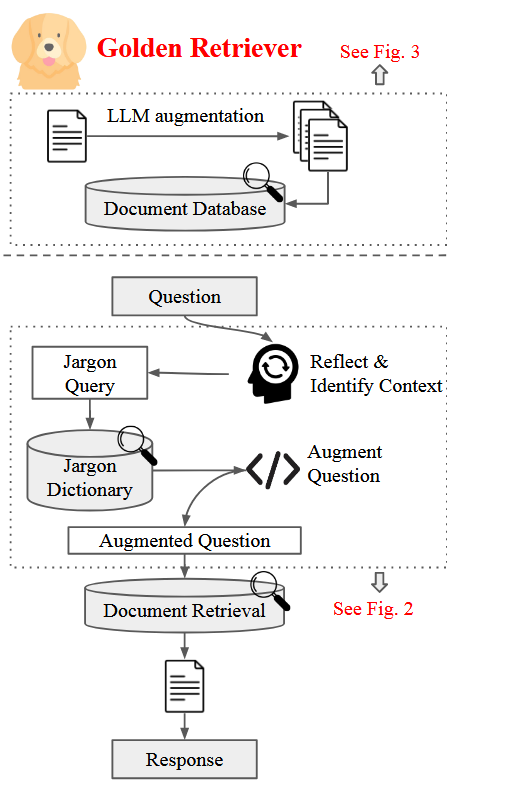 Golden Retriever
See Fig. 3
LLM augmentation
Document Database
Question
Jargon
Query
Reflect &
Identify Context
Jargon
Dictionary
Augment
Question
Augmented Question
Document Retrieval
See Fig. 2
Response